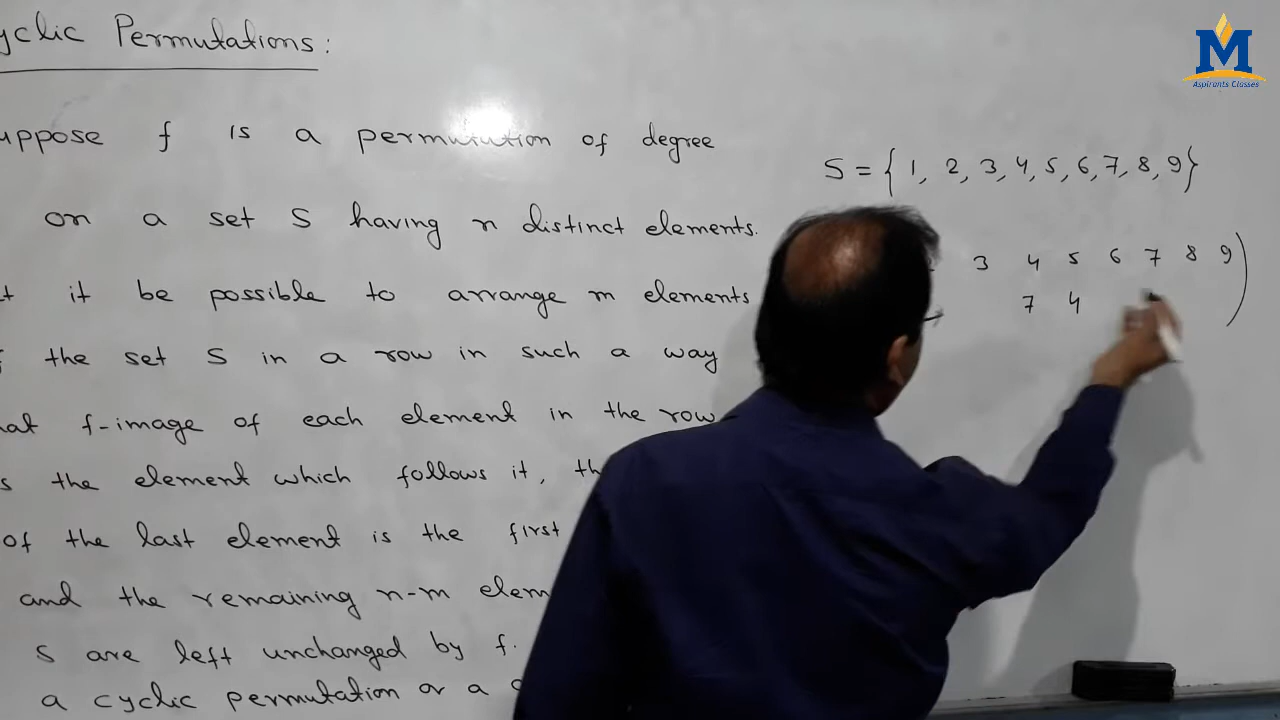 yclic Permutations:
uppose f is a permutation of degree
on a set S having n distinct elements.
t it be possible to arrange m elements
the set S in a row in such a way
at f-image of each element in the row
s the element which follows it, th
of the last element is the first
and the remaining n-m elem
S are left unchanged by f.
a cyclic permutation or a
S = { 1, 2, 3, 4, 5, 6, 7, 8, 9}
3 4 5 6 7 8 9 )
7 4
M
Aspirants Classes